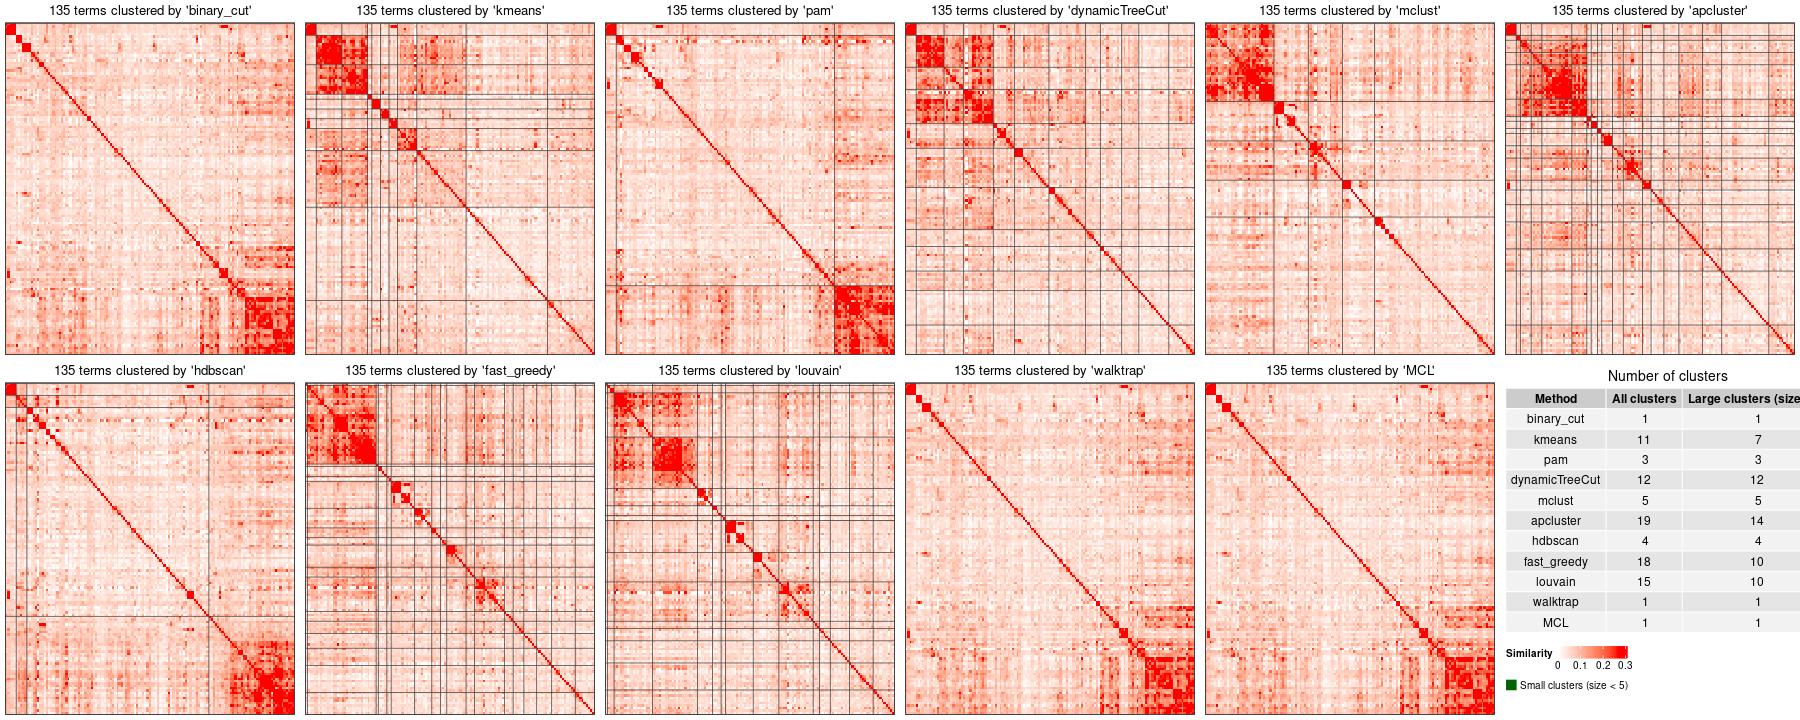 135 terms clustered by 'binary_cut'
135 terms clustered by 'kmeans'
135 terms clustered by 'pam'
135 terms clustered by 'dynamicTreeCut'
135 terms clustered by 'mclust'
135 terms clustered by 'apcluster'
135 terms clustered by 'hdbscan'
135 terms clustered by 'fast_greedy'
135 terms clustered by 'louvain'
135 terms clustered by 'walktrap'
135 terms clustered by 'MCL'
Number of clusters
Method All clusters Large clusters (size
binary_cut 1 1
kmeans 11 7
pam 3 3
dynamicTreeCut 12 12
mclust 5 5
apcluster 19 14
hdbscan 4 4
fast_greedy 18 10
louvain 15 10
walktrap 1 1
MCL 1 1
Similarity
0 0.1 0.2 0.3
Small clusters (size < 5)